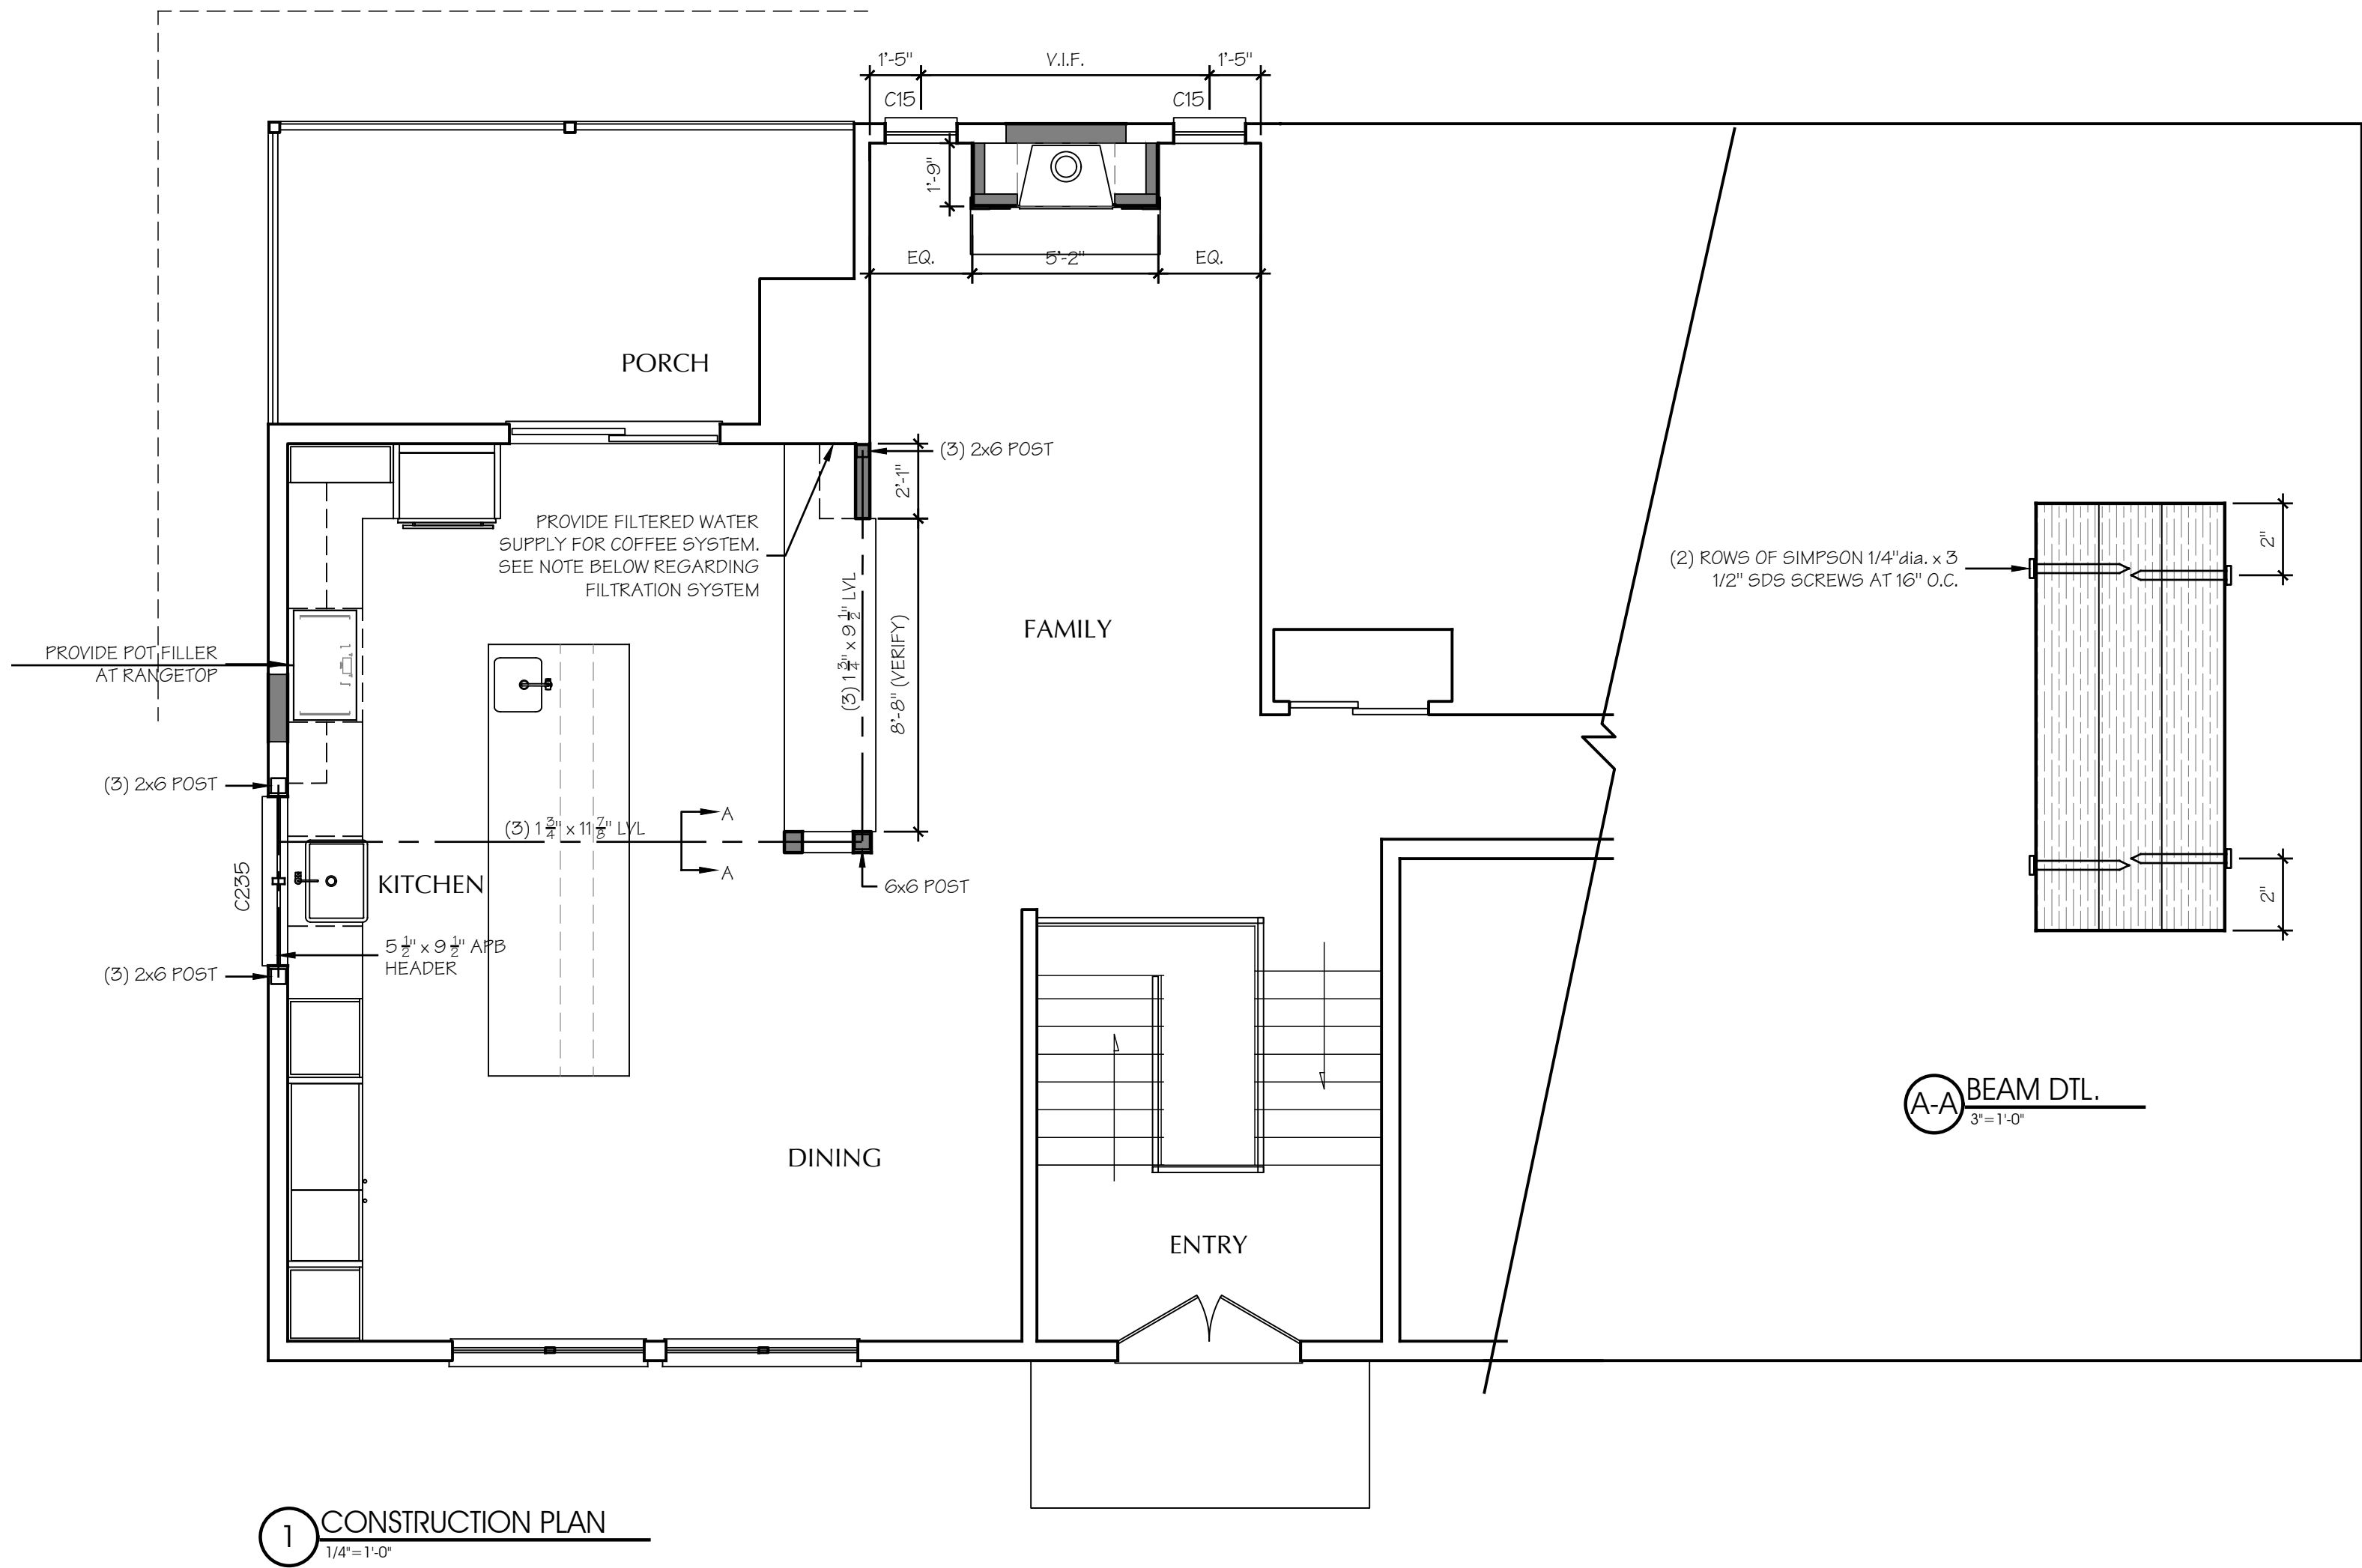 1'-5"
V.I.F.
1'-5"
C15
C15
1'-9"
EQ.
5'-2"
EQ.
PORCH
(3) 2x6 POST
2'-1"
PROVIDE FILTERED WATER
SUPPLY FOR COFFEE SYSTEM.
SEE NOTE BELOW REGARDING
FILTRATION SYSTEM
(3) 1 3/4" x 9 1/2" LVL
8'-8" (VERIFY)
FAMILY
PROVIDE POT FILLER
AT RANGETOP
(3) 2x6 POST
(3) 1 3/4" x 11 7/8" LVL
A
A
C235
KITCHEN
6x6 POST
5 1/2" x 9 1/2" APB
HEADER
(3) 2x6 POST
DINING
ENTRY
(2) ROWS OF SIMPSON 1/4"dia. x 3
1/2" SDS SCREWS AT 16" O.C.
2"
2"
A-A BEAM DTL.
3"=1'-0"
1 CONSTRUCTION PLAN
1/4"=1'-0"